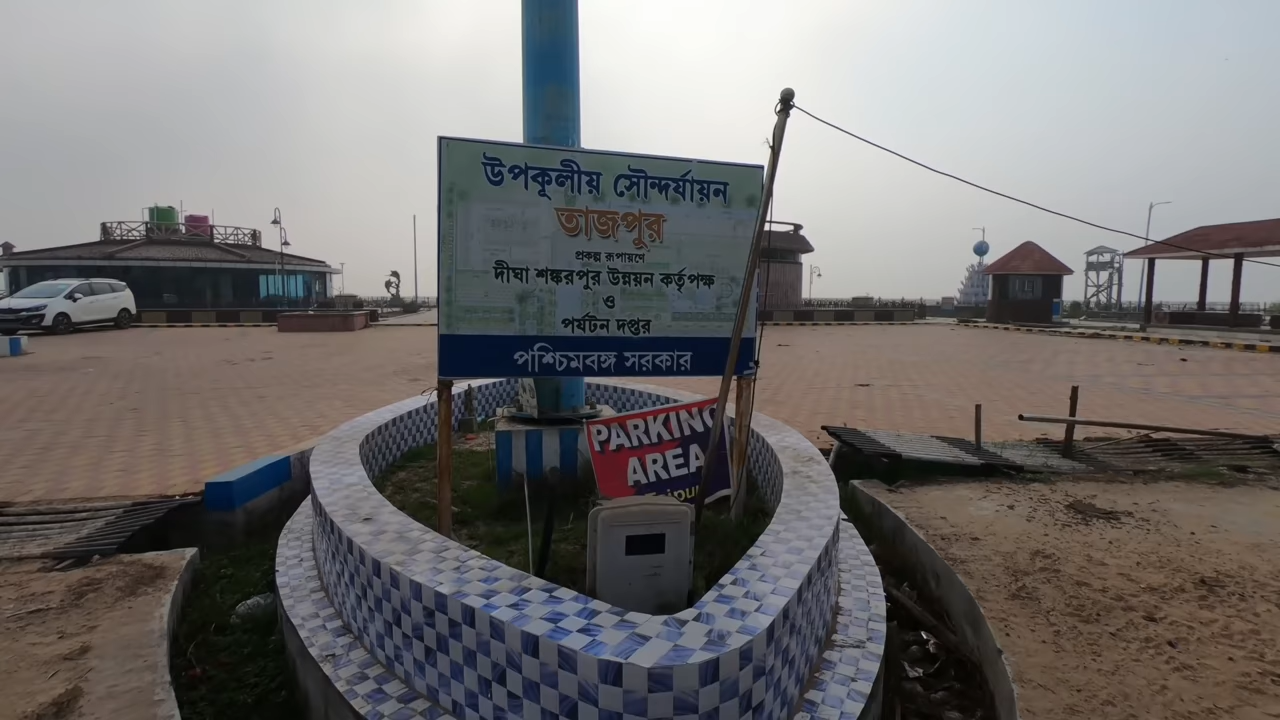 উপকূলীয় সৌন্দর্যায়ন
তাজপুর
প্রকল্প রূপায়ণে
দীঘা শঙ্করপুর উন্নয়ন কর্তৃপক্ষ
ও
পর্যটন দপ্তর
পশ্চিমবঙ্গ সরকার
PARKING
AREA